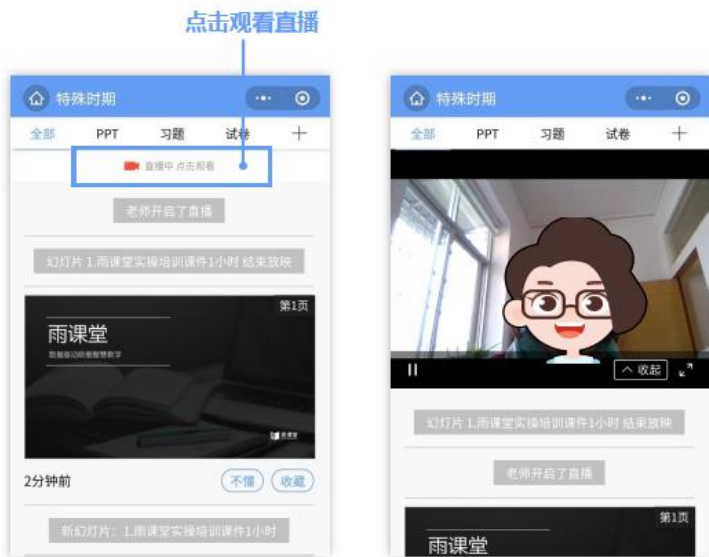 点击观看直播
特殊时期
全部 PPT 习题 试卷
直播中 点击观看
老师开启了直播
幻灯片 1.雨课堂实操培训课件1小时 结束放映
第1页
雨课堂
雨课堂
2分钟前 不懂 收藏
新幻灯片：1.雨课堂实操培训课件1小时
特殊时期
全部 PPT 习题 试卷
收起
幻灯片 1.雨课堂实操培训课件1小时 结束放映
老师开启了直播
第1页
雨课堂